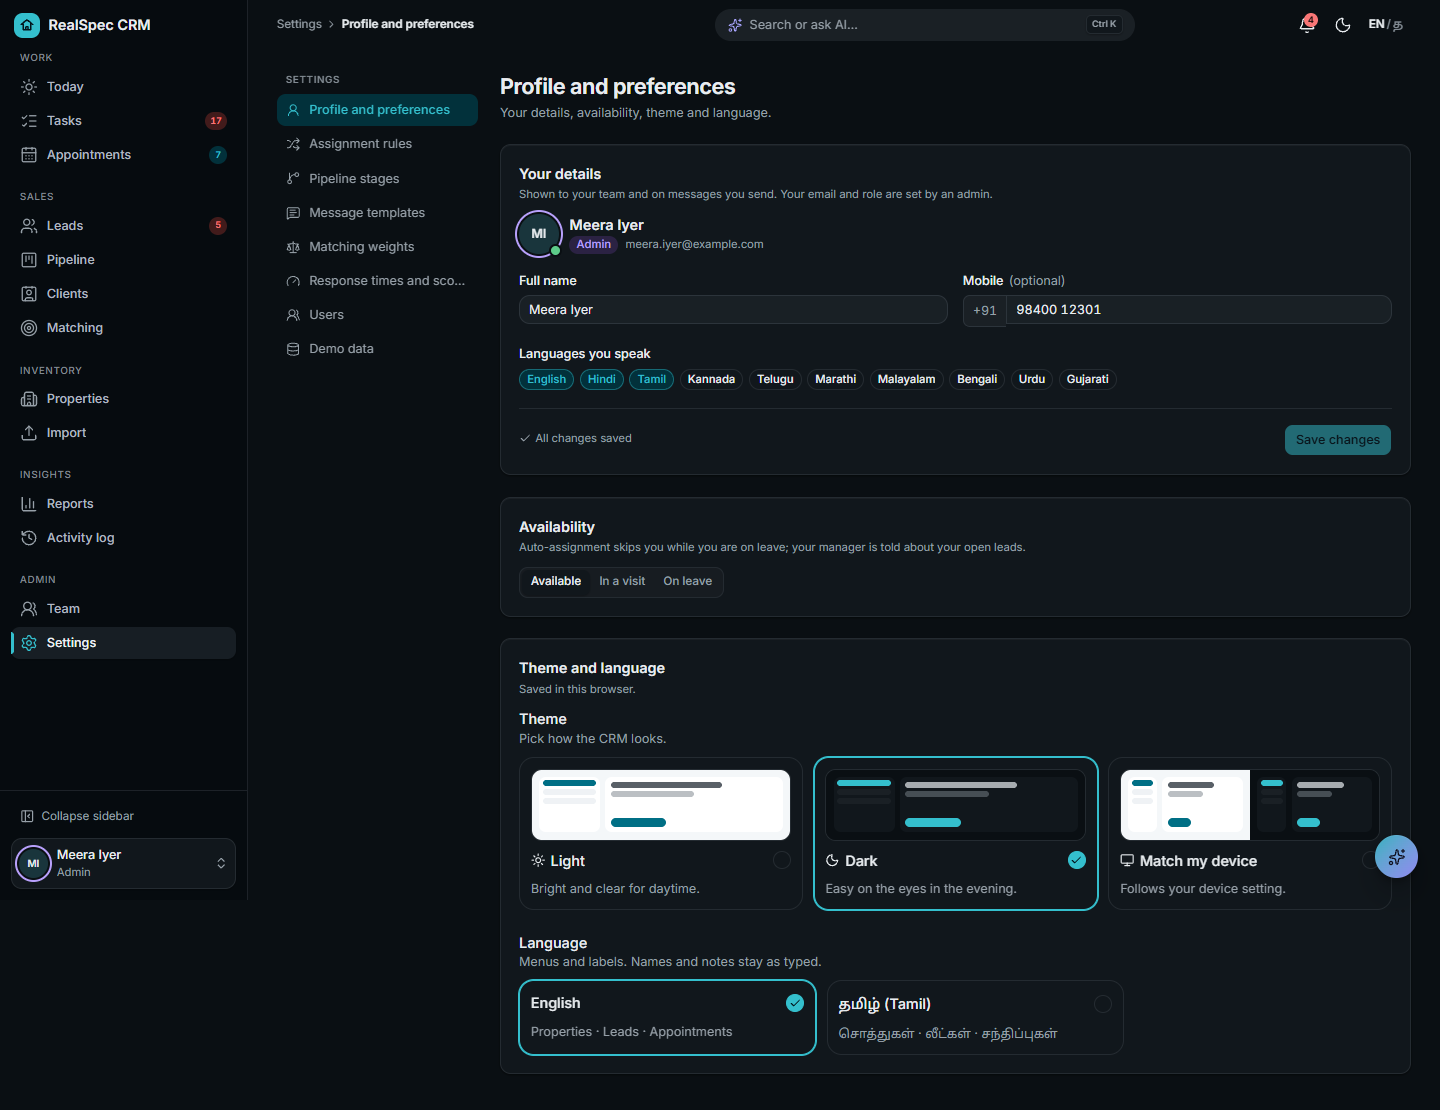 RealSpec CRM
WORK
Today
Tasks
17
Appointments
7
SALES
Leads
5
Pipeline
Clients
Matching
INVENTORY
Properties
Import
INSIGHTS
Reports
Activity log
ADMIN
Team
Settings
Collapse sidebar
MI
Meera Iyer
Admin
Settings > Profile and preferences
Search or ask AI...
Ctrl K
4
EN / த
SETTINGS
Profile and preferences
Assignment rules
Pipeline stages
Message templates
Matching weights
Response times and sco...
Users
Demo data
Profile and preferences
Your details, availability, theme and language.
Your details
Shown to your team and on messages you send. Your email and role are set by an admin.
MI
Meera Iyer
Admin meera.iyer@example.com
Full name
Meera Iyer
Mobile (optional)
+91 98400 12301
Languages you speak
English Hindi Tamil Kannada Telugu Marathi Malayalam Bengali Urdu Gujarati
All changes saved
Save changes
Availability
Auto-assignment skips you while you are on leave; your manager is told about your open leads.
Available In a visit On leave
Theme and language
Saved in this browser.
Theme
Pick how the CRM looks.
Light
Bright and clear for daytime.
Dark
Easy on the eyes in the evening.
Match my device
Follows your device setting.
Language
Menus and labels. Names and notes stay as typed.
English
Properties · Leads · Appointments
தமிழ் (Tamil)
சொத்துகள் · லீட்கள் · சந்திப்புகள்